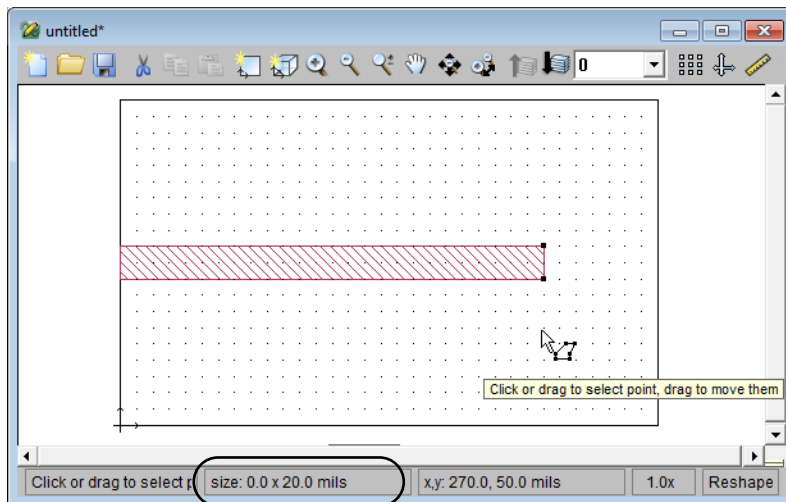 untitled*
0
Click or drag to select point, drag to move them
Click or drag to select p
size: 0.0 x 20.0 mils
x,y: 270.0, 50.0 mils
1.0x
Reshape